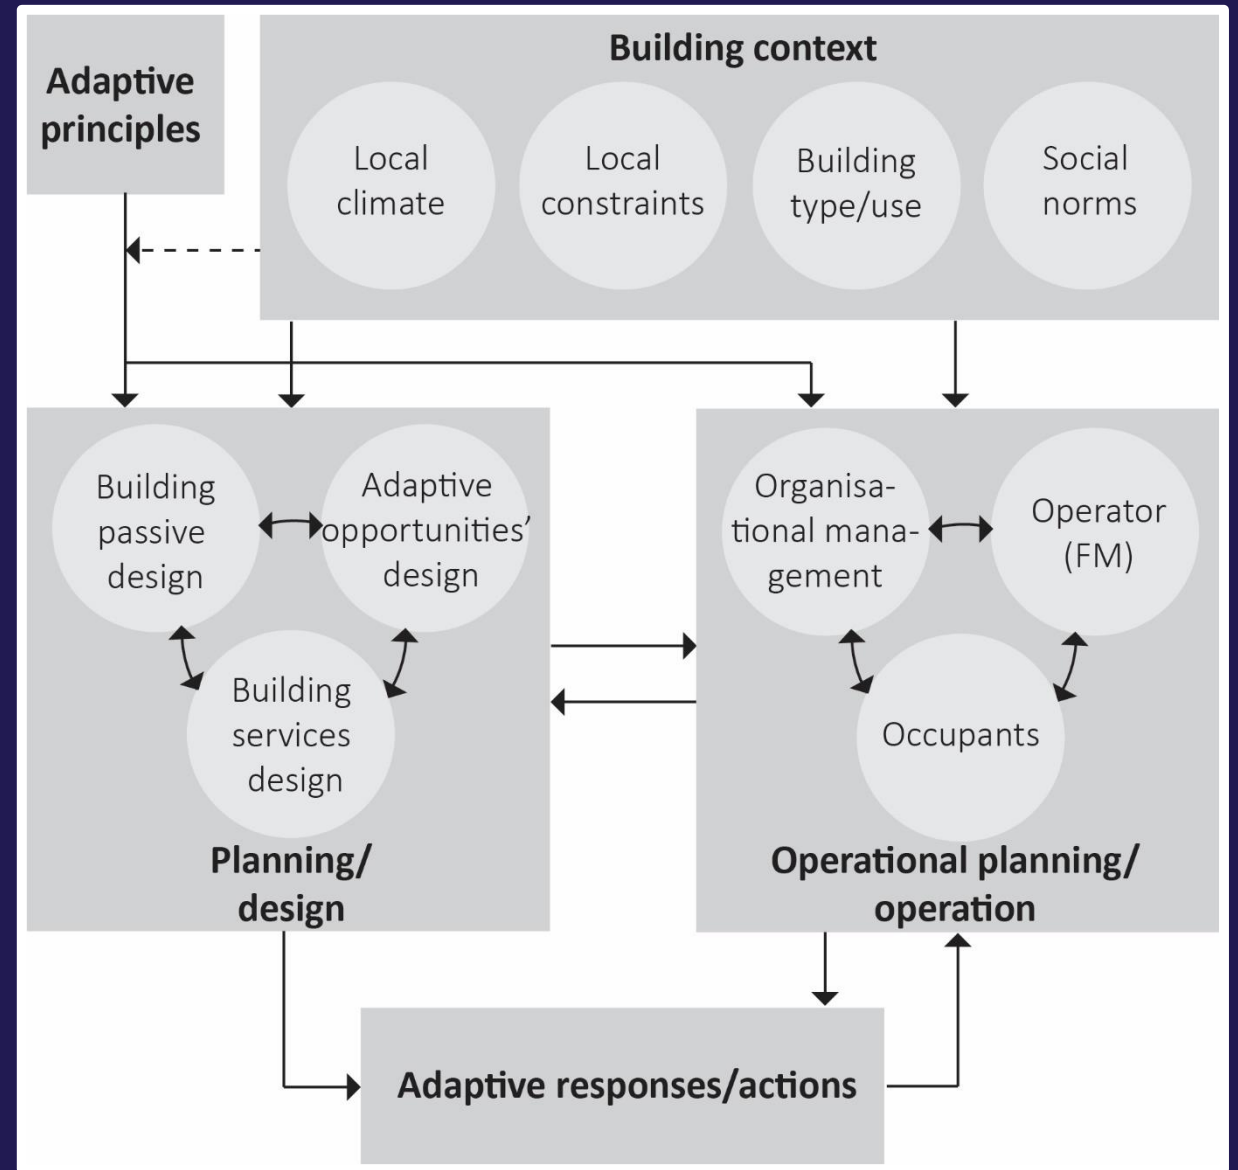 Adaptive
principles
Building context
Local
climate
Local
constraints
Building
type/use
Social
norms
Building
passive
design
Adaptive
opportunities’
design
Building
services
design
Planning/
design
Organisa-
tional mana-
gement
Operator
(FM)
Occupants
Operational planning/
operation
Adaptive responses/actions